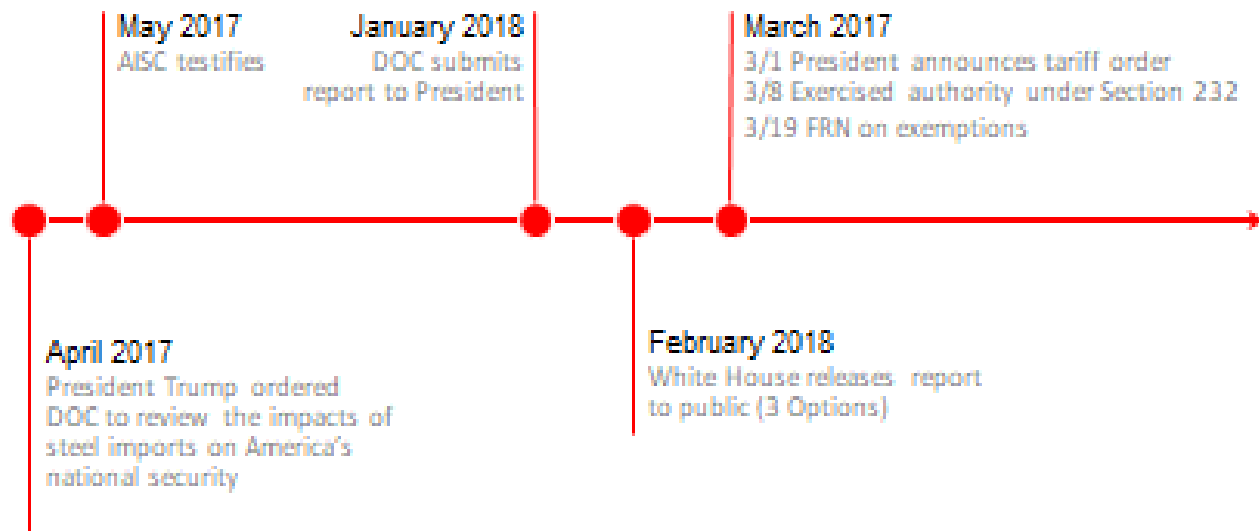 May 2017
AISC testifies
January 2018
DOC submits
report to President
March 2017
3/1 President announces tariff order
3/8 Exercised authority under Section 232
3/19 FRN on exemptions
April 2017
President Trump ordered
DOC to review the impacts of
steel imports on America's
national security
February 2018
White House releases report
to public (3 Options)